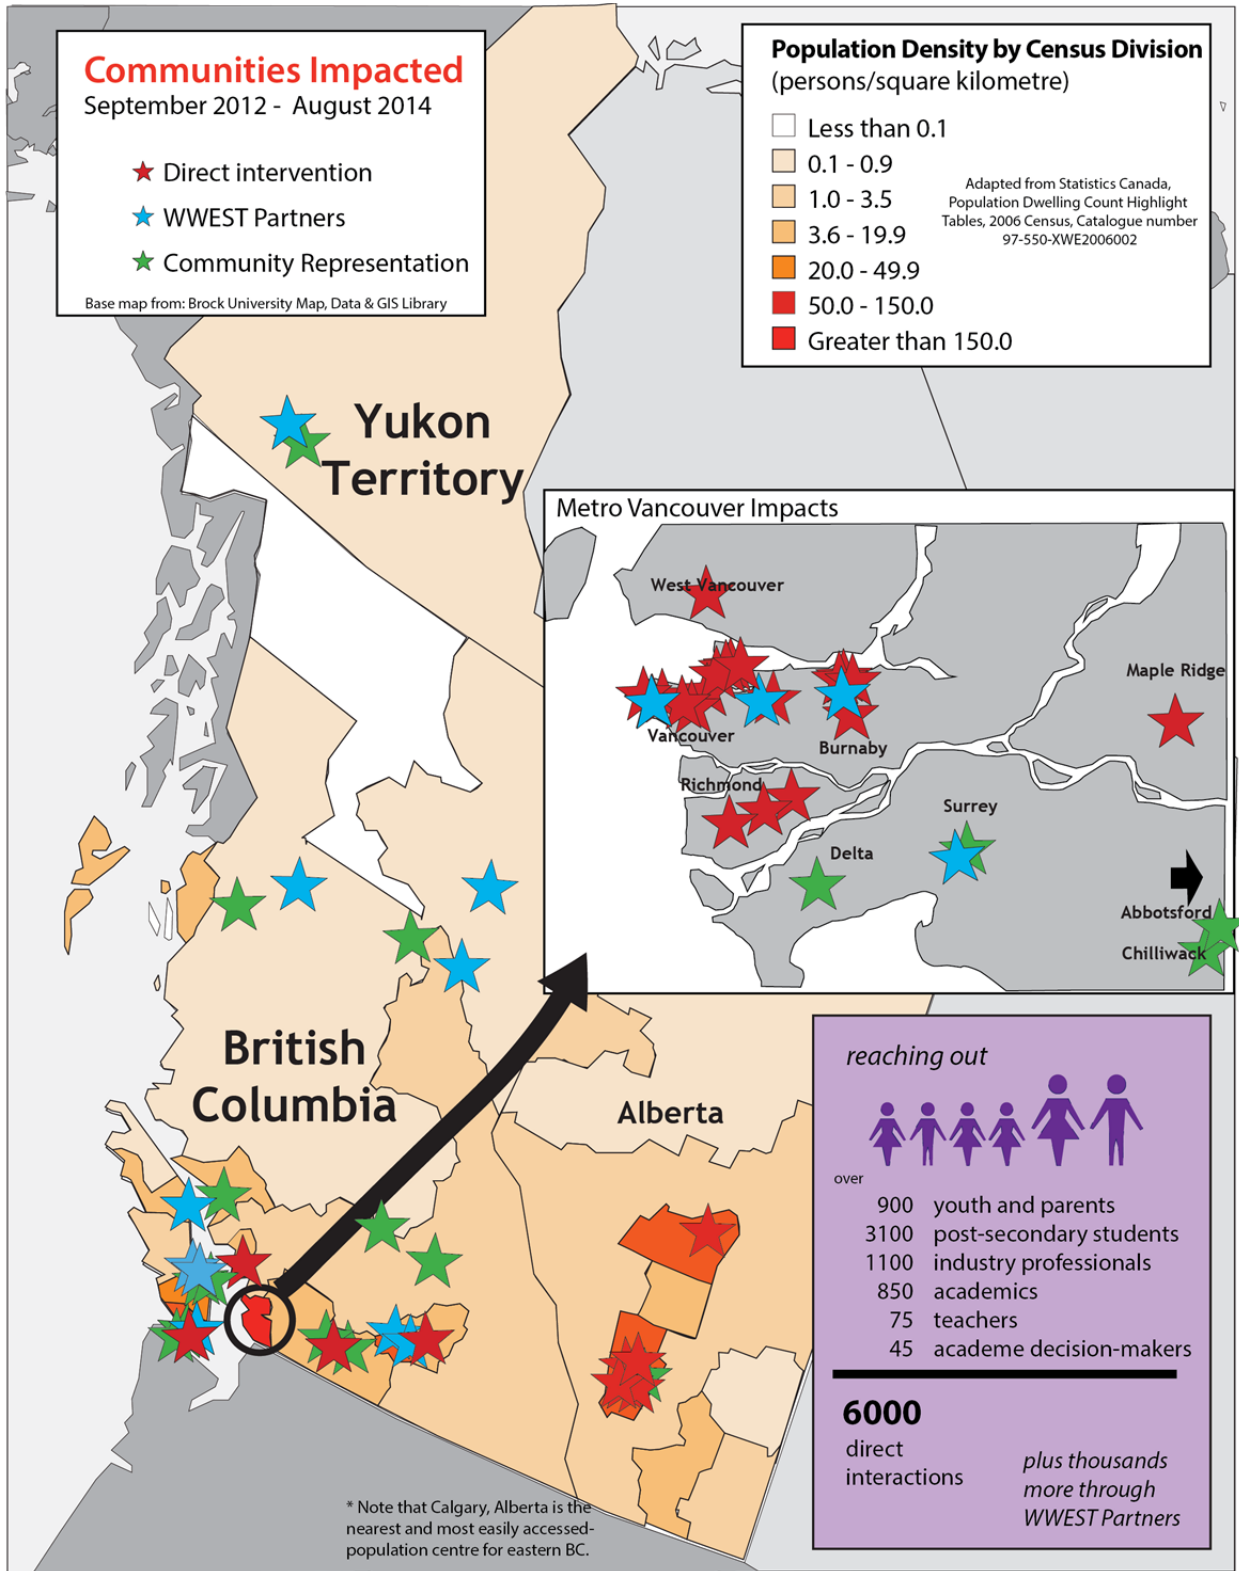 Communities Impacted
September 2012 - August 2014
Direct intervention
WWEST Partners
Community Representation
Base map from: Brock University Map, Data & GIS Library
Population Density by Census Division
(persons/square kilometre)
Less than 0.1
0.1 - 0.9
1.0 - 3.5
3.6 - 19.9
20.0 - 49.9
50.0 - 150.0
Greater than 150.0
Adapted from Statistics Canada,
Population Dwelling Count Highlight
Tables, 2006 Census, Catalogue number
97-550-XWE2006002
Yukon
Territory
Metro Vancouver Impacts
West Vancouver
Maple Ridge
Vancouver
Burnaby
Richmond
Surrey
Delta
Abbotsford
Chilliwack
British
Columbia
Alberta
reaching out
over
900 youth and parents
3100 post-secondary students
1100 industry professionals
850 academics
75 teachers
45 academe decision-makers
6000
direct
interactions
plus thousands
more through
WWEST Partners
* Note that Calgary, Alberta is the
nearest and most easily accessed-
population centre for eastern BC.